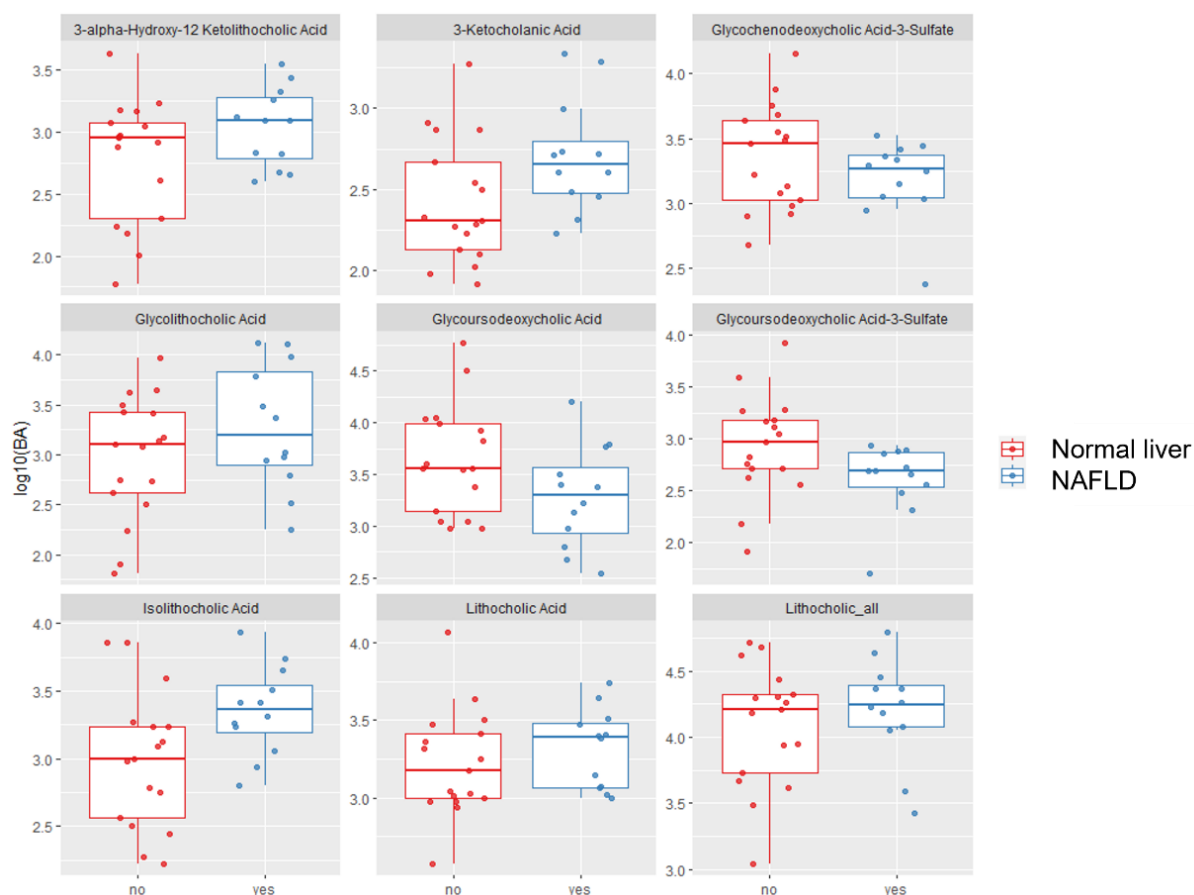 3-alpha-Hydroxy-12 Ketolithocholic Acid
3-Ketocholanic Acid
Glycochenodeoxycholic Acid-3-Sulfate
3.5
3.0
2.5
2.0
3.0
2.5
2.0
4.0
3.5
3.0
2.5
Glycolithocholic Acid
Glycoursodeoxycholic Acid
Glycoursodeoxycholic Acid-3-Sulfate
log10(BA)
4.0
3.5
3.0
2.5
2.0
4.5
4.0
3.5
3.0
2.5
4.0
3.5
3.0
2.5
2.0
Normal liver
NAFLD
Isolithocholic Acid
Lithocholic Acid
Lithocholic_all
4.0
3.5
3.0
2.5
4.0
3.5
3.0
4.5
4.0
3.5
3.0
no
yes
no
yes
no
yes